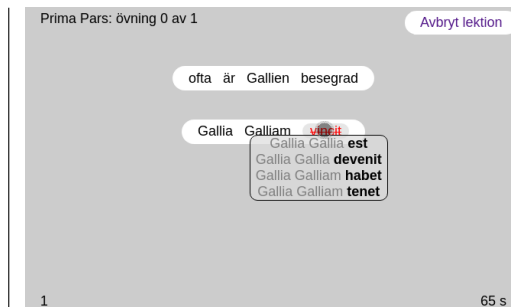 Prima Pars: övning 0 av 1
Avbryt lektion
ofta är Gallien besegrad
Gallia Galliam vincit
Gallia Gallia est
Gallia Gallia devenit
Gallia Galliam habet
Gallia Galliam tenet
1
65 s